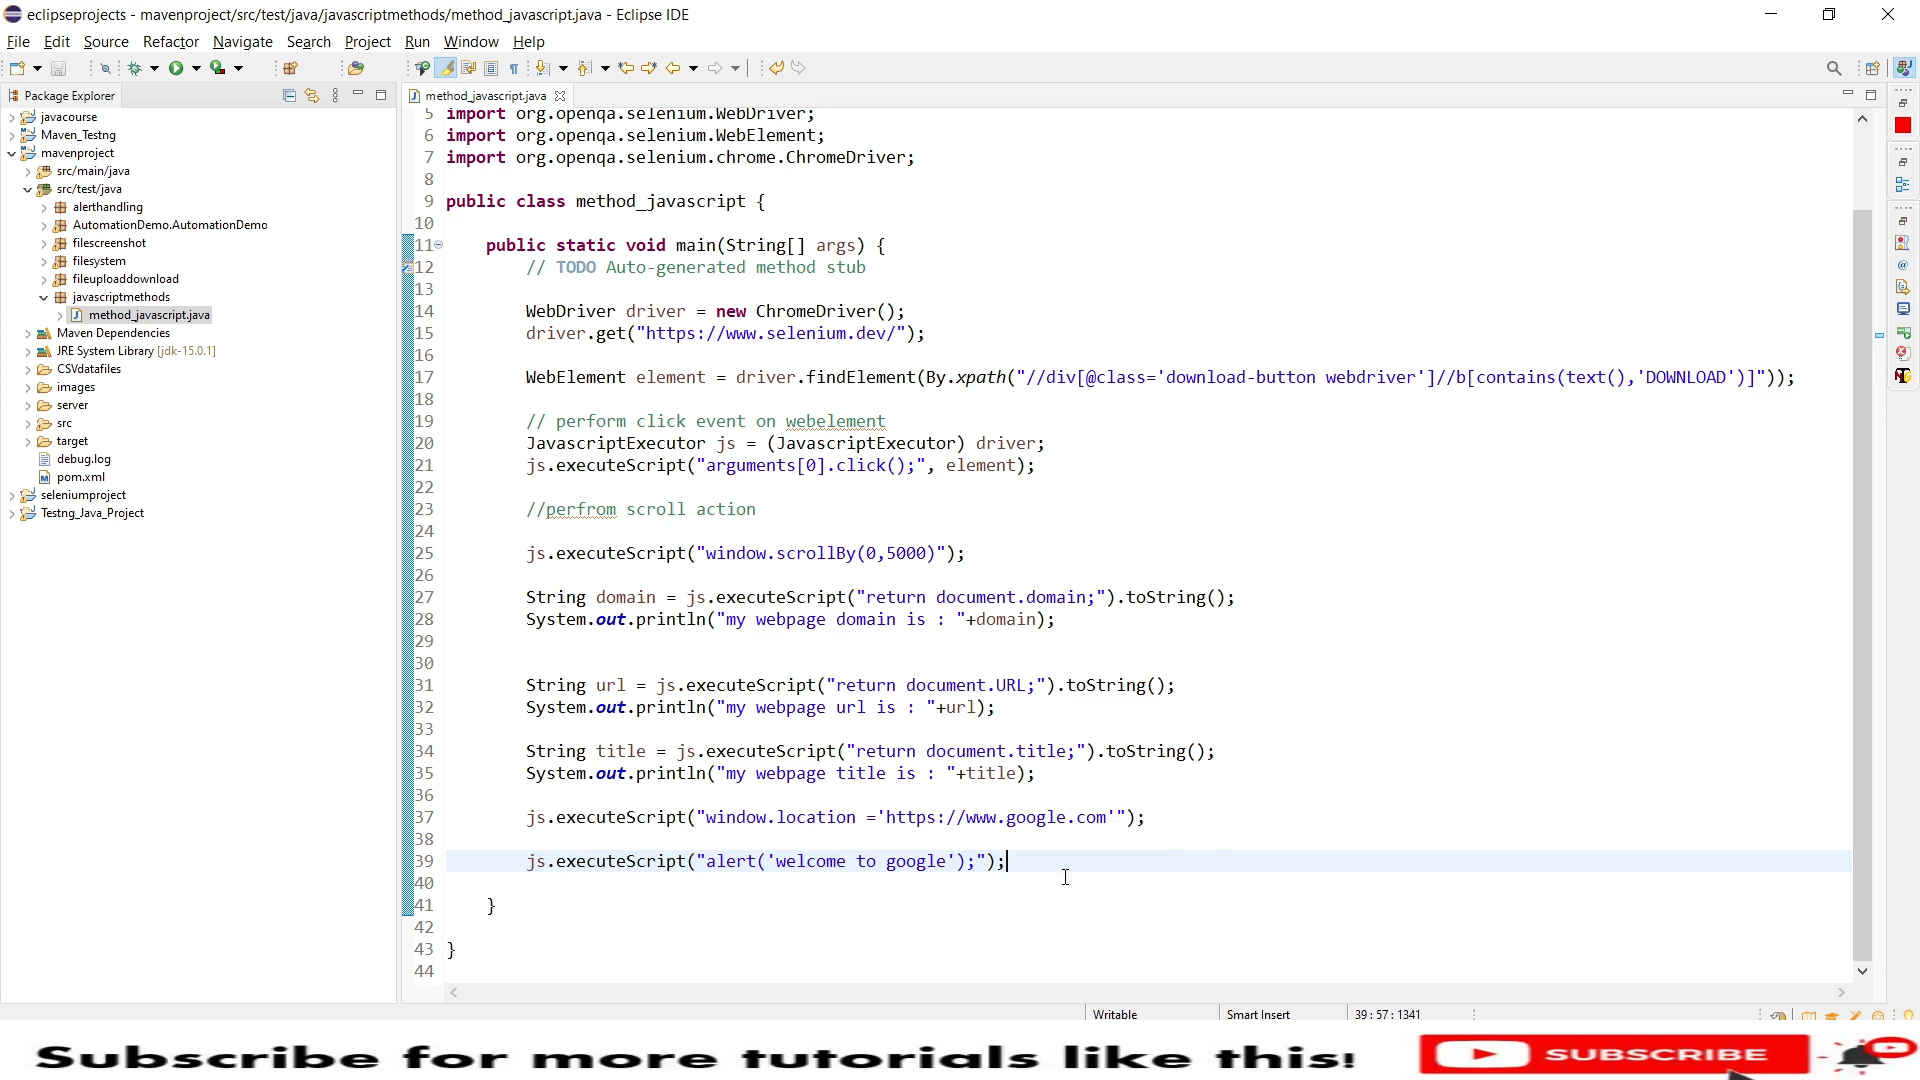 eclipseprojects - mavenproject/src/test/java/javascriptmethods/method_javascript.java - Eclipse IDE
File Edit Source Refactor Navigate Search Project Run Window Help
Package Explorer
javacourse
Maven_Testng
mavenproject
src/main/java
src/test/java
alerthandling
AutomationDemo.AutomationDemo
filescreenshot
filesystem
fileuploaddownload
javascriptmethods
method_javascript.java
Maven Dependencies
JRE System Library [jdk-15.0.1]
CSVdatafiles
images
server
src
target
debug.log
pom.xml
seleniumproject
Testng_Java_Project
method_javascript.java
5 import org.openqa.selenium.WebDriver;
6 import org.openqa.selenium.WebElement;
7 import org.openqa.selenium.chrome.ChromeDriver;
8
9 public class method_javascript {
10
11 public static void main(String[] args) {
12 // TODO Auto-generated method stub
13
14 WebDriver driver = new ChromeDriver();
15 driver.get("https://www.selenium.dev/");
16
17 WebElement element = driver.findElement(By.xpath("//div[@class='download-button webdriver']//b[contains(text(),'DOWNLOAD')]"));
18
19 // perform click event on webelement
20 JavascriptExecutor js = (JavascriptExecutor) driver;
21 js.executeScript("arguments[0].click();", element);
22
23 //perfrom scroll action
24
25 js.executeScript("window.scrollBy(0,5000)");
26
27 String domain = js.executeScript("return document.domain;").toString();
28 System.out.println("my webpage domain is : "+domain);
29
30
31 String url = js.executeScript("return document.URL;").toString();
32 System.out.println("my webpage url is : "+url);
33
34 String title = js.executeScript("return document.title;").toString();
35 System.out.println("my webpage title is : "+title);
36
37 js.executeScript("window.location ='https://www.google.com'");
38
39 js.executeScript("alert('welcome to google');");
40
41 }
42
43 }
44
Writable Smart Insert 39 : 57 : 1341
Subscribe for more tutorials like this! SUBSCRIBE